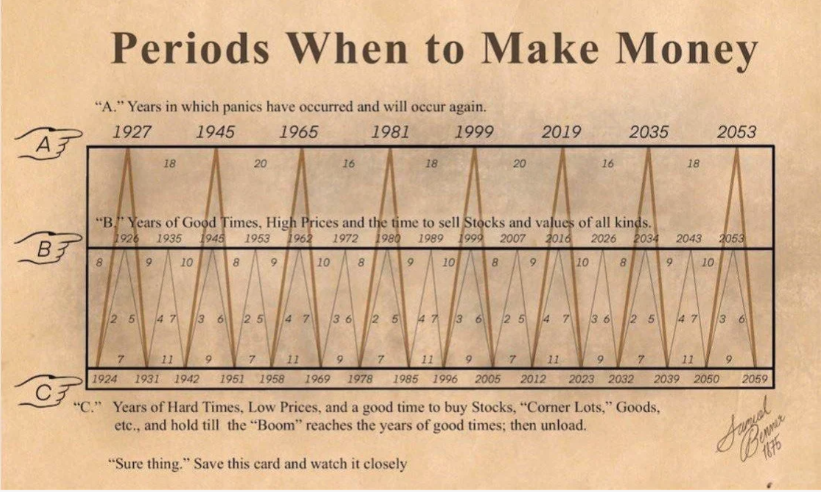 Periods When to Make Money
“A.” Years in which panics have occurred and will occur again.
1927 1945 1965 1981 1999 2019 2035 2053
A
18 20 16 18 20 16 18
“B.” Years of Good Times, High Prices and the time to sell Stocks and values of all kinds.
1926 1935 1945 1953 1962 1972 1980 1989 1999 2007 2016 2026 2034 2043 2053
B
8 9 10 8 9 10 8 9 10 8 9 10 8 9 10
2 5 4 7 3 6 2 5 4 7 3 6 2 5 4 7 3 6 2 5 4 7 3 6 2 5 4 7 3 6
7 11 9 7 11 9 7 11 9 7 11 9 7 11 9
1924 1931 1942 1951 1958 1969 1978 1985 1996 2005 2012 2023 2032 2039 2050 2059
C
“C.” Years of Hard Times, Low Prices, and a good time to buy Stocks, “Corner Lots,” Goods,
etc., and hold till the “Boom” reaches the years of good times; then unload.
“Sure thing.” Save this card and watch it closely
Samuel
Benner
1875